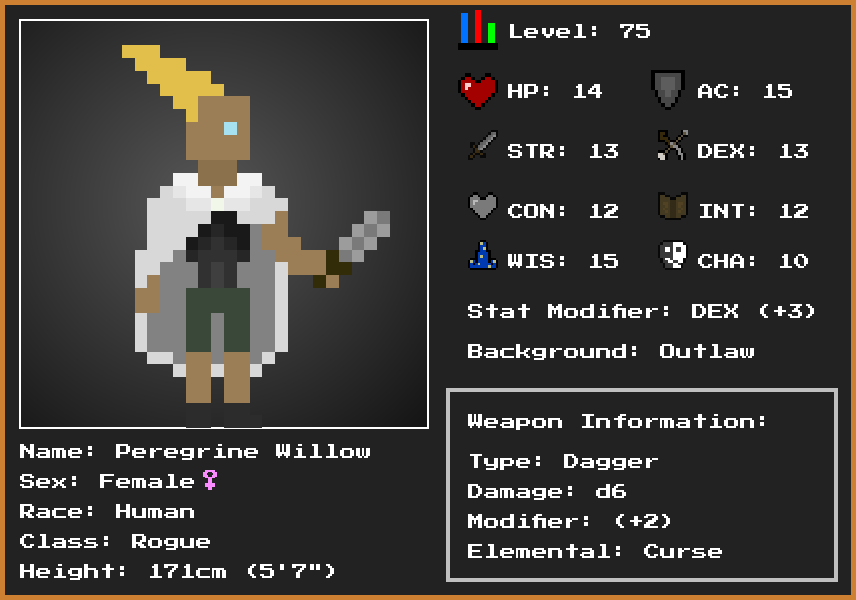 Level: 75
HP: 14
AC: 15
STR: 13
DEX: 13
CON: 12
INT: 12
WIS: 15
CHA: 10
Stat Modifier: DEX (+3)
Background: Outlaw
Weapon Information:
Type: Dagger
Damage: d6
Modifier: (+2)
Elemental: Curse
Name: Peregrine Willow
Sex: Female♀
Race: Human
Class: Rogue
Height: 171cm (5'7")